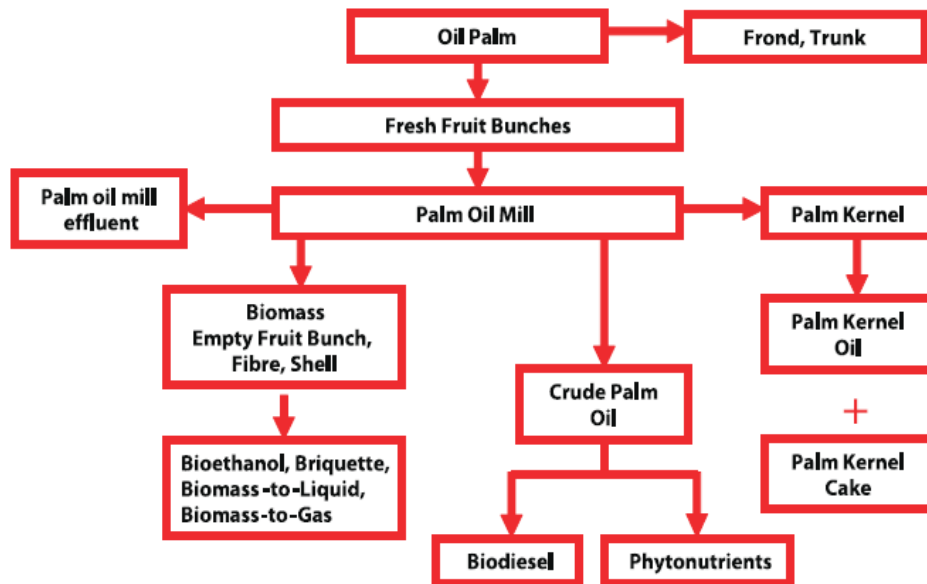 Oil Palm
Frond, Trunk
Fresh Fruit Bunches
Palm oil mill
effluent
Palm Oil Mill
Palm Kernel
Biomass
Empty Fruit Bunch,
Fibre, Shell
Palm Kernel
Oil
Crude Palm
Oil
+
Bioethanol, Briquette,
Biomass-to-Liquid,
Biomass-to-Gas
Palm Kernel
Cake
Biodiesel
Phytonutrients